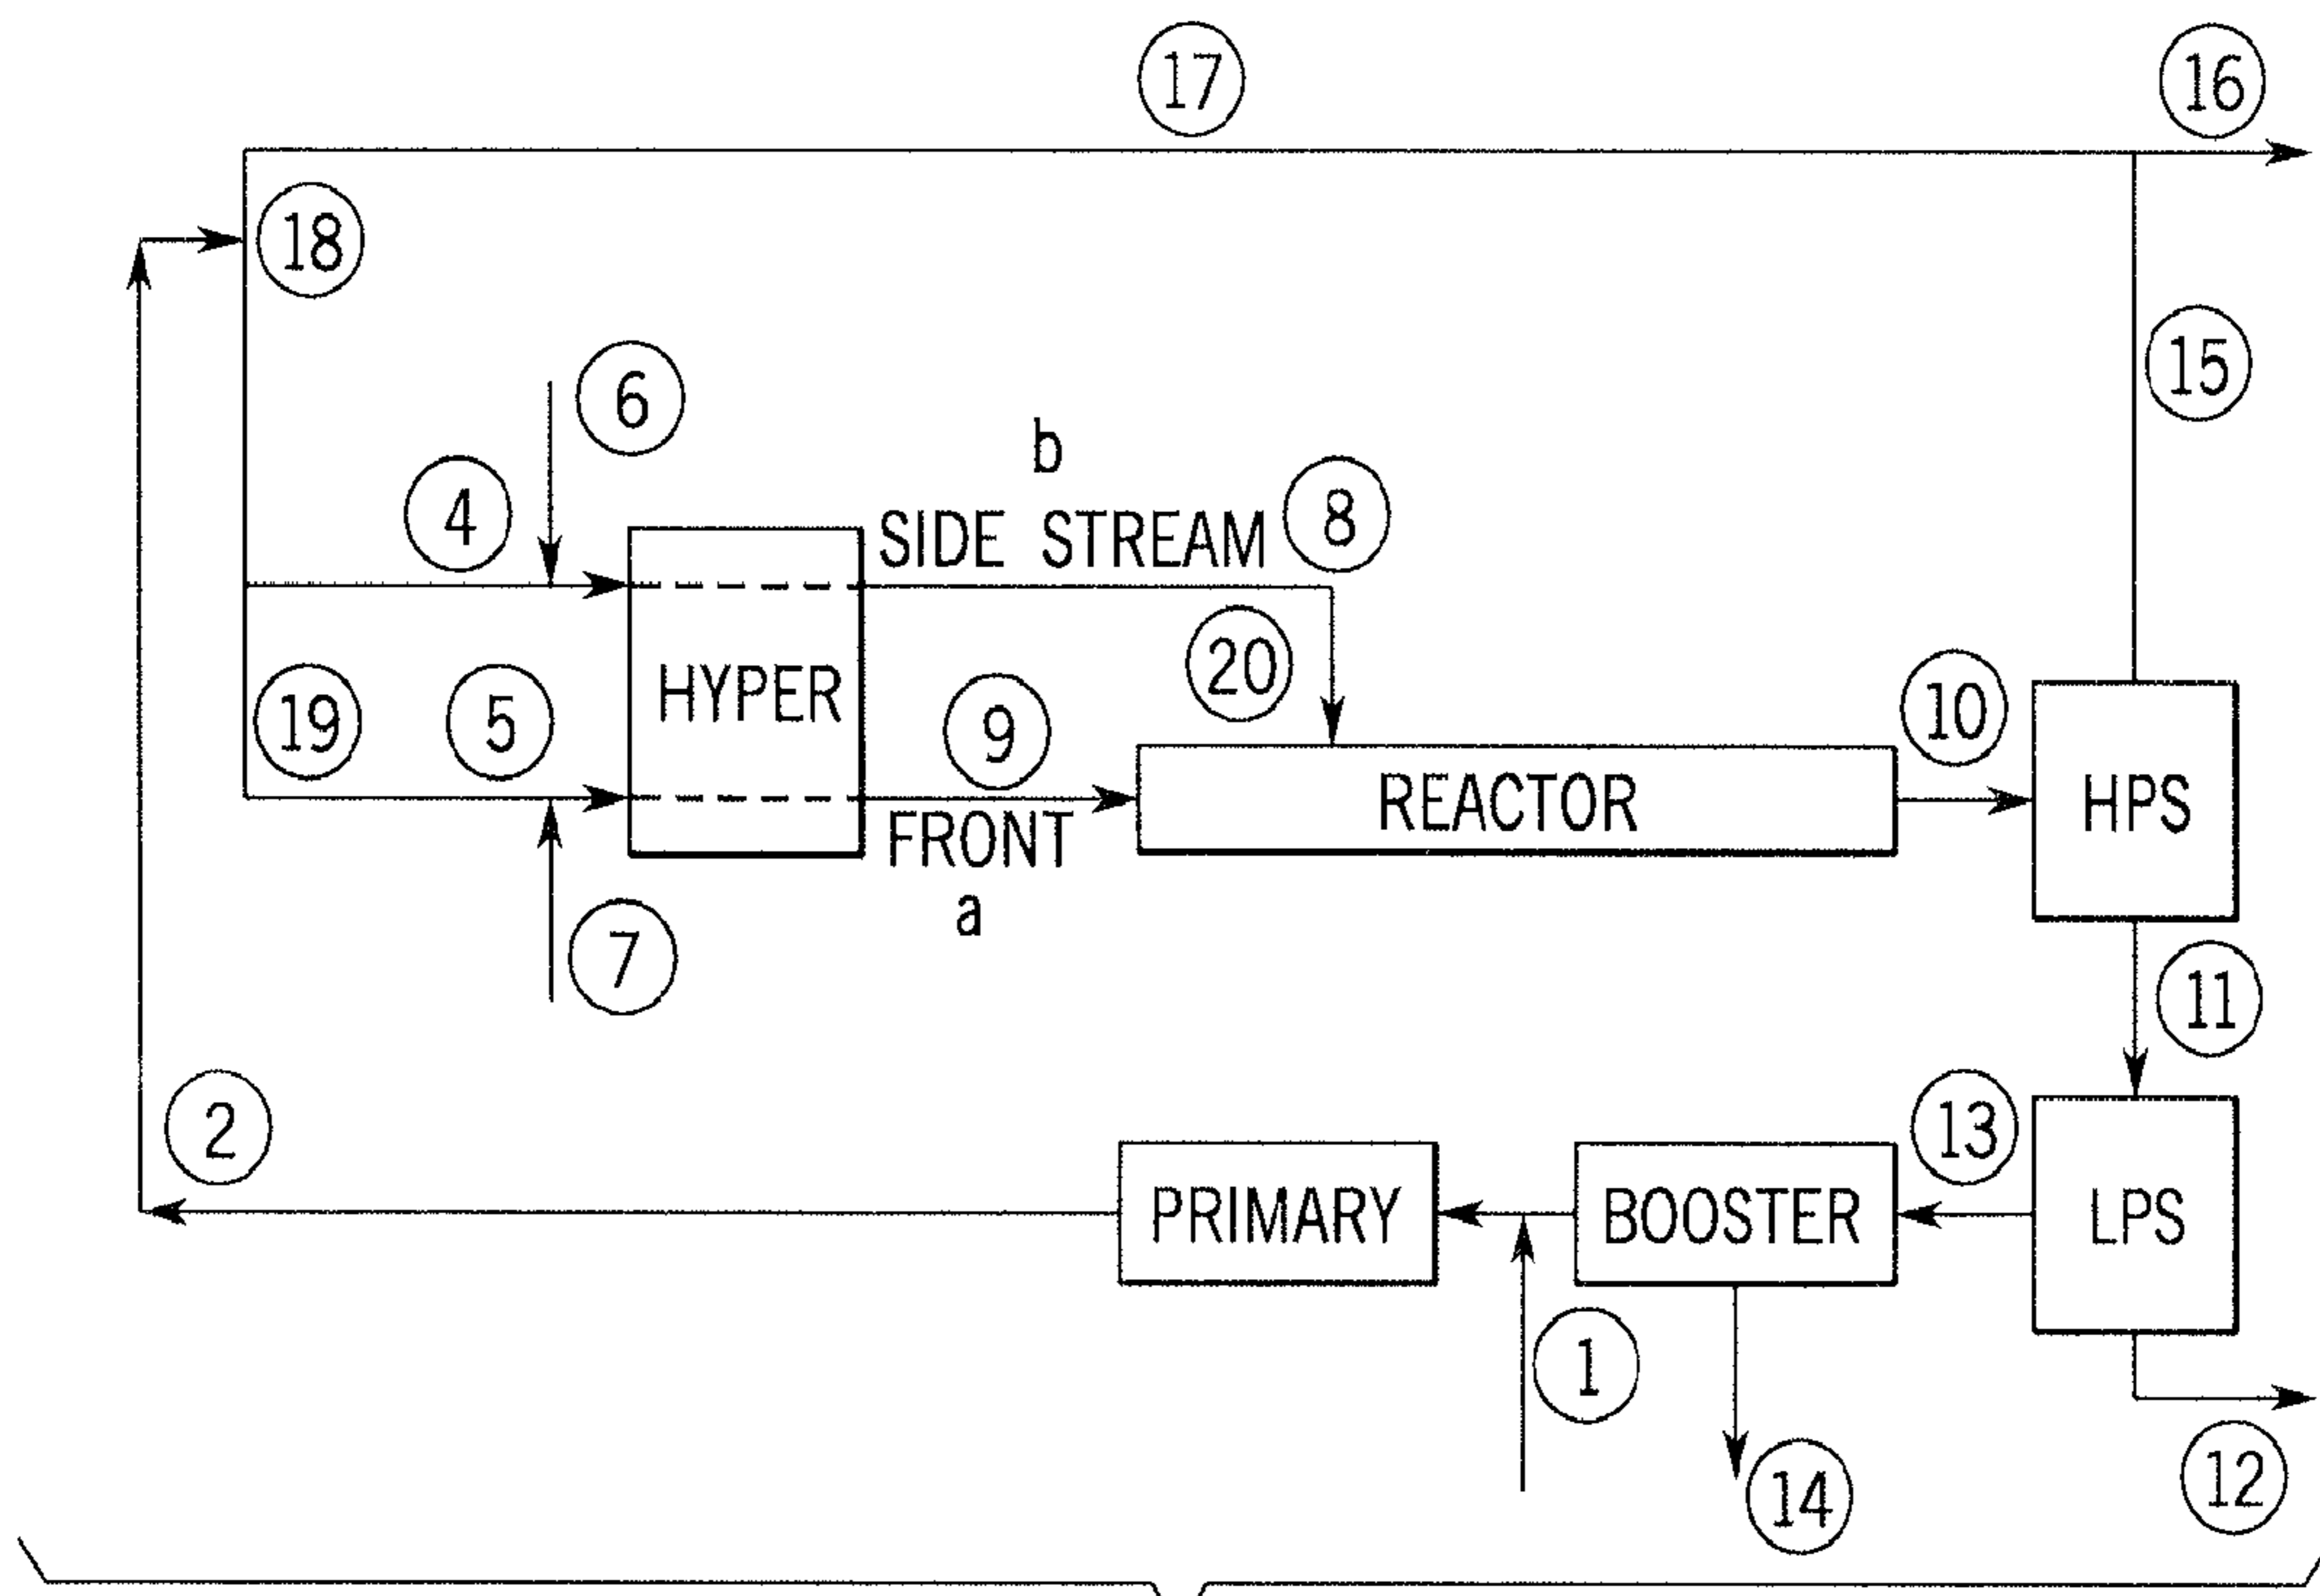 17
16
18
15
6
b
4
SIDE STREAM
8
20
HYPER
19
5
9
10
REACTOR
HPS
FRONT
a
7
11
2
13
PRIMARY
BOOSTER
LPS
1
14
12